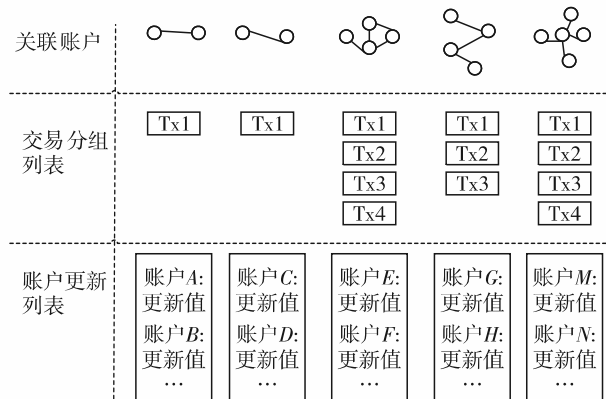 关联账户
交易分组
列表
Tx1 Tx1 Tx1 Tx1 Tx1
Tx2 Tx2 Tx2
Tx3 Tx3 Tx3
Tx4 Tx4
账户更新
列表
账户A: 账户C: 账户E: 账户G: 账户M:
更新值 更新值 更新值 更新值 更新值
账户B: 账户D: 账户F: 账户H: 账户N:
更新值 更新值 更新值 更新值 更新值
… … … … …